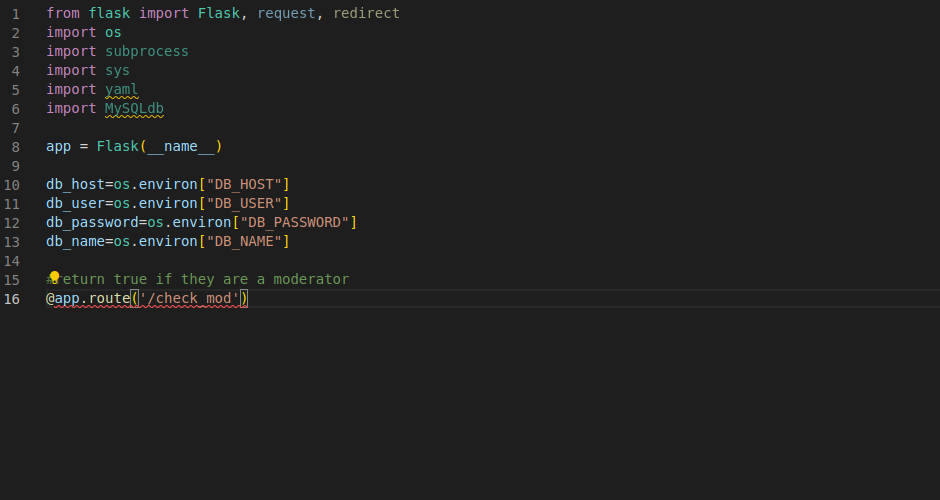 1 from flask import Flask, request, redirect
2 import os
3 import subprocess
4 import sys
5 import yaml
6 import MySQLdb
7
8 app = Flask(__name__)
9
10 db_host=os.environ["DB_HOST"]
11 db_user=os.environ["DB_USER"]
12 db_password=os.environ["DB_PASSWORD"]
13 db_name=os.environ["DB_NAME"]
14
15 #return true if they are a moderator
16 @app.route('/check_mod')